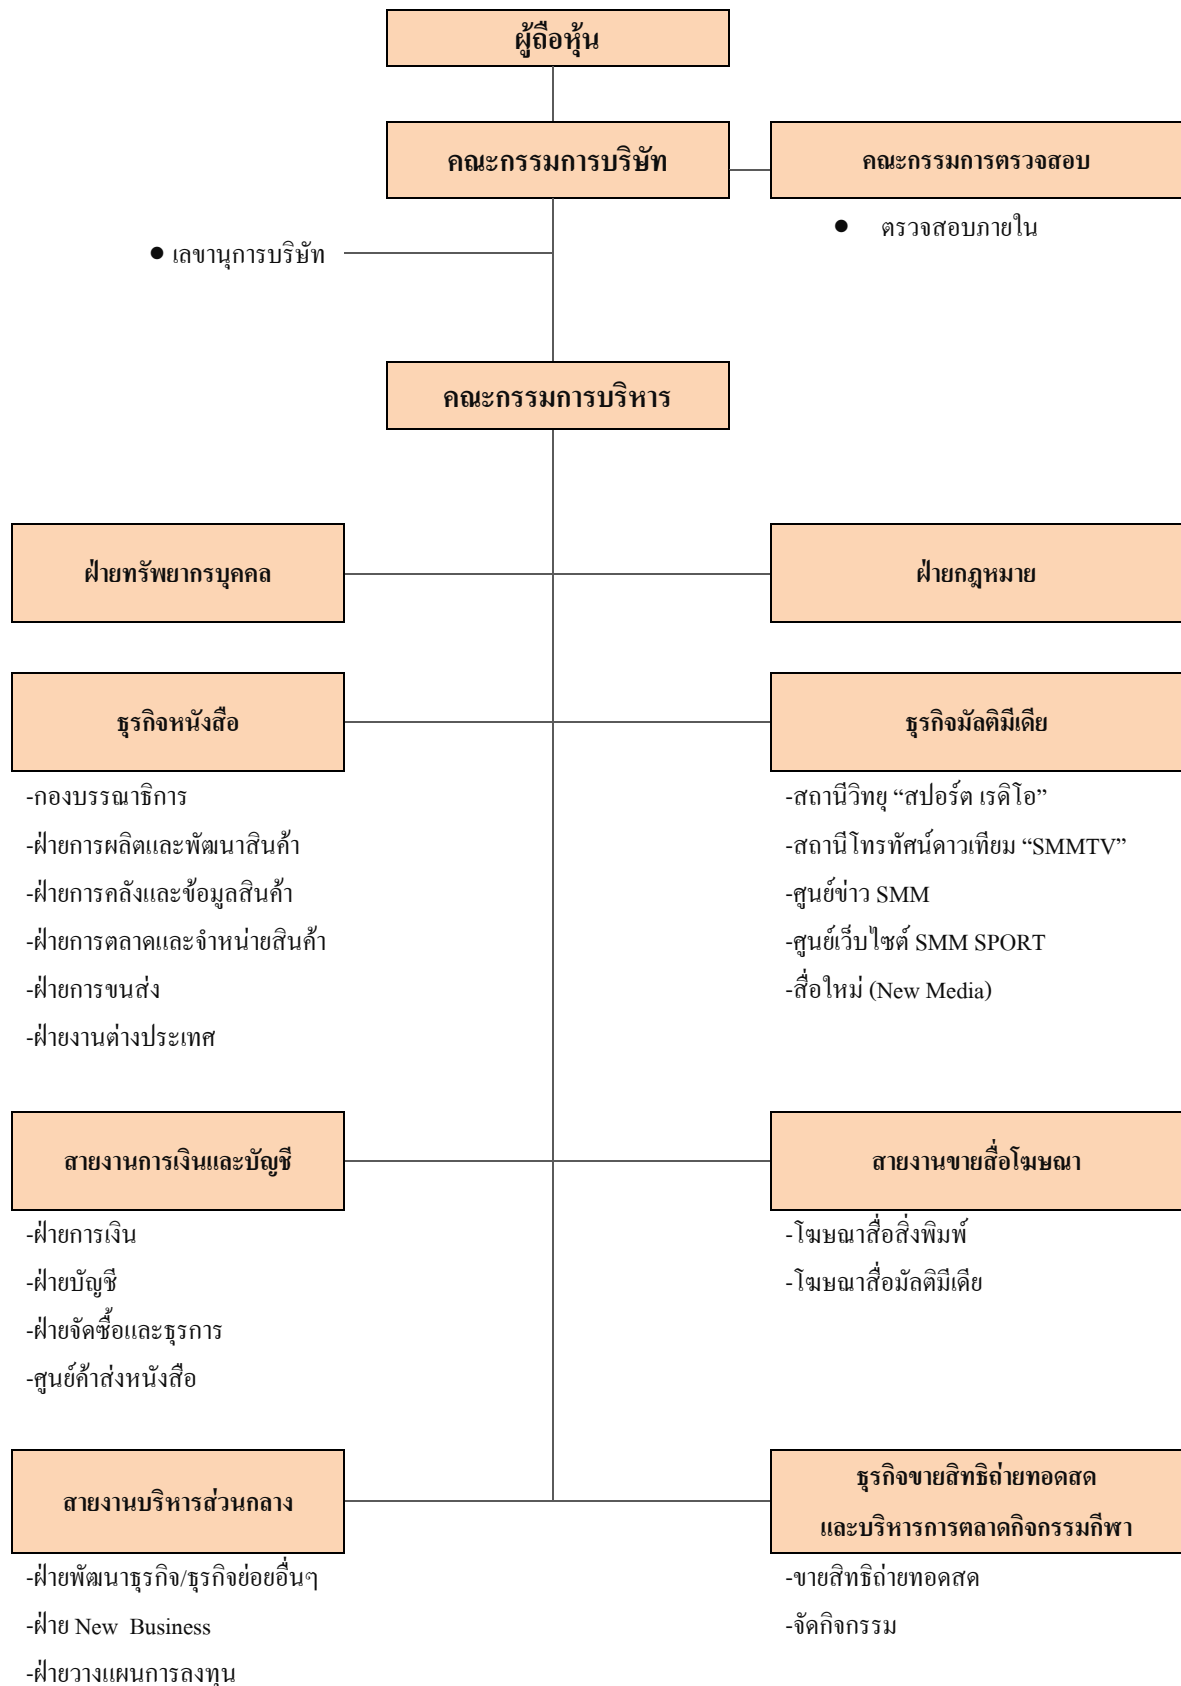 ผู้ถือหุ้น
คณะกรรมการบริษัท
คณะกรรมการตรวจสอบ
● ตรวจสอบภายใน
● เลขานุการบริษัท
คณะกรรมการบริหาร
ฝ่ายทรัพยากรบุคคล
ฝ่ายกฎหมาย
ธุรกิจหนังสือ
-กองบรรณาธิการ
-ฝ่ายการผลิตและพัฒนาสินค้า
-ฝ่ายการคลังและข้อมูลสินค้า
-ฝ่ายการตลาดและจำหน่ายสินค้า
-ฝ่ายการขนส่ง
-ฝ่ายงานต่างประเทศ
ธุรกิจมัลติมีเดีย
-สถานีวิทยุ “สปอร์ต เรดิโอ”
-สถานีโทรทัศน์ดาวเทียม “SMMTV”
-ศูนย์ข่าว SMM
-ศูนย์เว็บไซต์ SMM SPORT
-สื่อใหม่ (New Media)
สายงานการเงินและบัญชี
-ฝ่ายการเงิน
-ฝ่ายบัญชี
-ฝ่ายจัดซื้อและธุรการ
-ศูนย์ค้าส่งหนังสือ
สายงานขายสื่อโฆษณา
-โฆษณาสื่อสิ่งพิมพ์
-โฆษณาสื่อมัลติมีเดีย
สายงานบริหารส่วนกลาง
-ฝ่ายพัฒนาธุรกิจ/ธุรกิจย่อยอื่นๆ
-ฝ่าย New Business
-ฝ่ายวางแผนการลงทุน
ธุรกิจขายสิทธิถ่ายทอดสด
และบริหารการตลาดกิจกรรมกีฬา
-ขายสิทธิถ่ายทอดสด
-จัดกิจกรรม